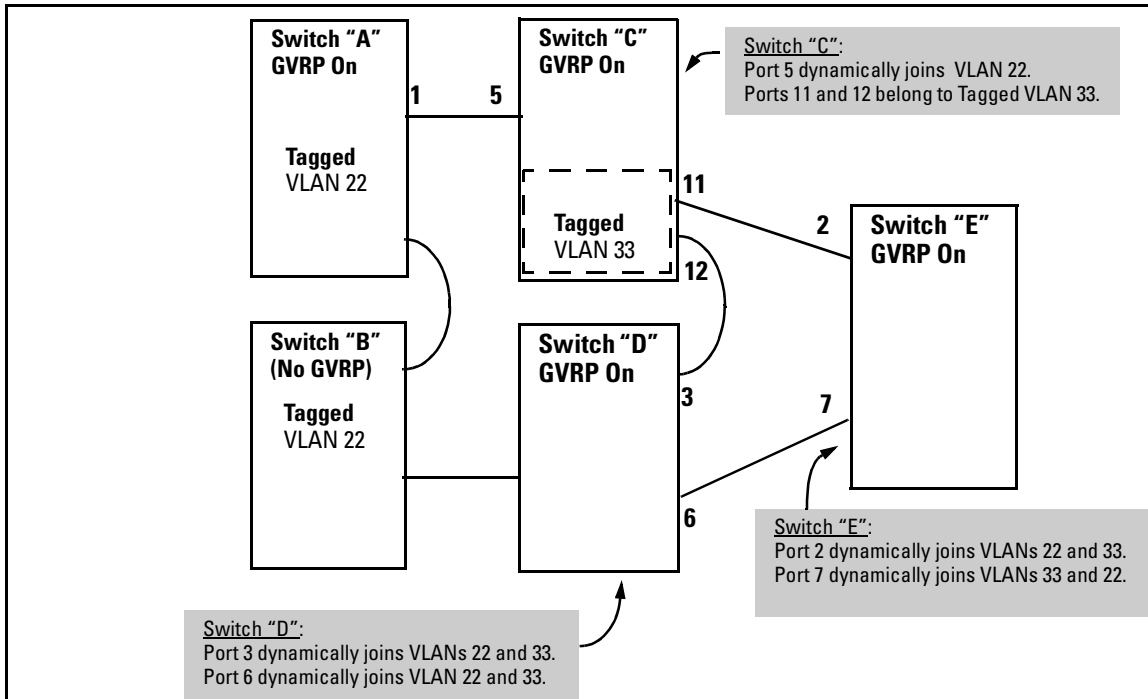 Switch “A”
GVRP On
Tagged
VLAN 22
1
5
Switch “C”
GVRP On
Tagged
VLAN 33
11
12
Switch “C”:
Port 5 dynamically joins VLAN 22.
Ports 11 and 12 belong to Tagged VLAN 33.
2
Switch “E”
GVRP On
Switch “B”
(No GVRP)
Tagged
VLAN 22
Switch “D”
GVRP On
3
7
6
Switch “E”:
Port 2 dynamically joins VLANs 22 and 33.
Port 7 dynamically joins VLANs 33 and 22.
Switch “D”:
Port 3 dynamically joins VLANs 22 and 33.
Port 6 dynamically joins VLAN 22 and 33.